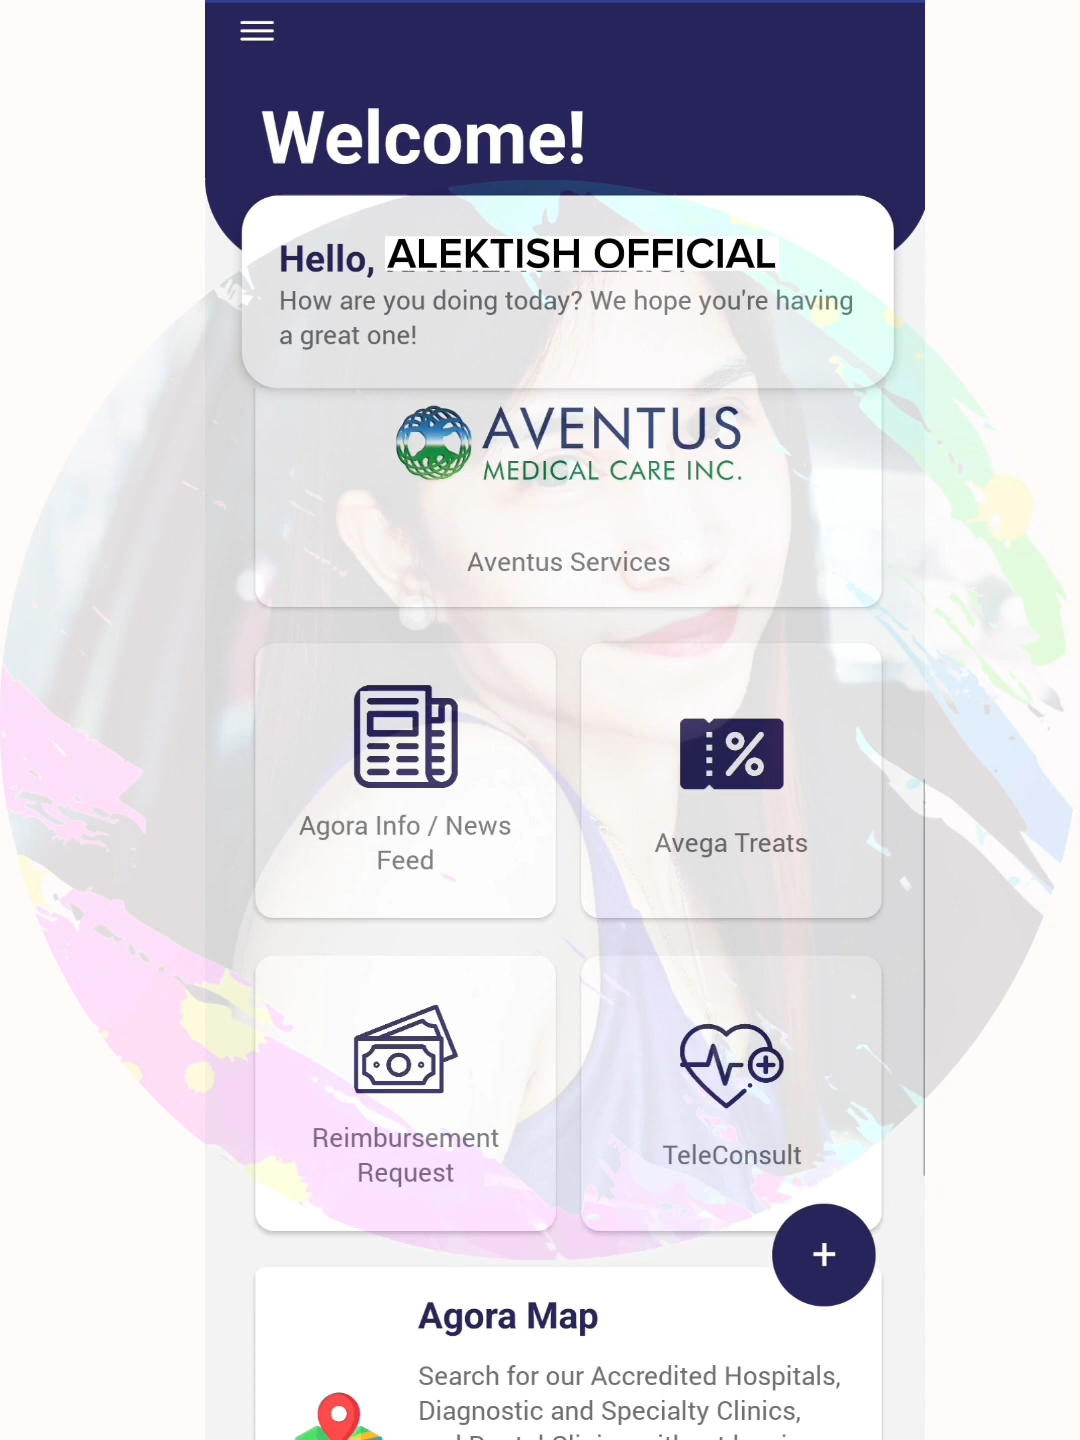 Welcome!
Hello, ALEKTISH OFFICIAL
How are you doing today? We hope you're having
a great one!
AVENTUS
MEDICAL CARE INC.
Aventus Services
Agora Info / News
Feed
Avega Treats
Reimbursement
Request
TeleConsult
+
Agora Map
Search for our Accredited Hospitals,
Diagnostic and Specialty Clinics,